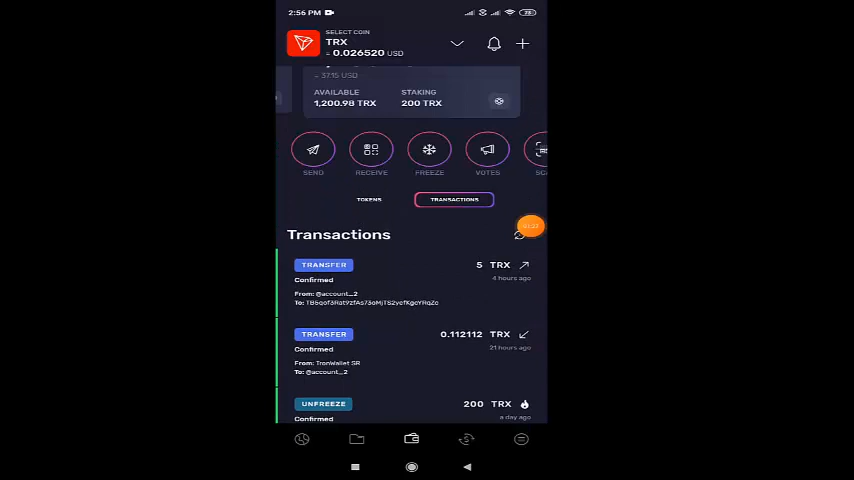 2:56 PM
SELECT COIN
TRX
= 0.026520 USD
= 37.15 USD
AVAILABLE STAKING
1,200.98 TRX 200 TRX
SEND RECEIVE FREEZE VOTES
TOKENS TRANSACTIONS
Transactions
TRANSFER 5 TRX
Confirmed 4 hours ago
From: @account_2
TRANSFER 0.112112 TRX
Confirmed 21 hours ago
From: TronWallet SR
To: @account_2
UNFREEZE 200 TRX
Confirmed a day ago